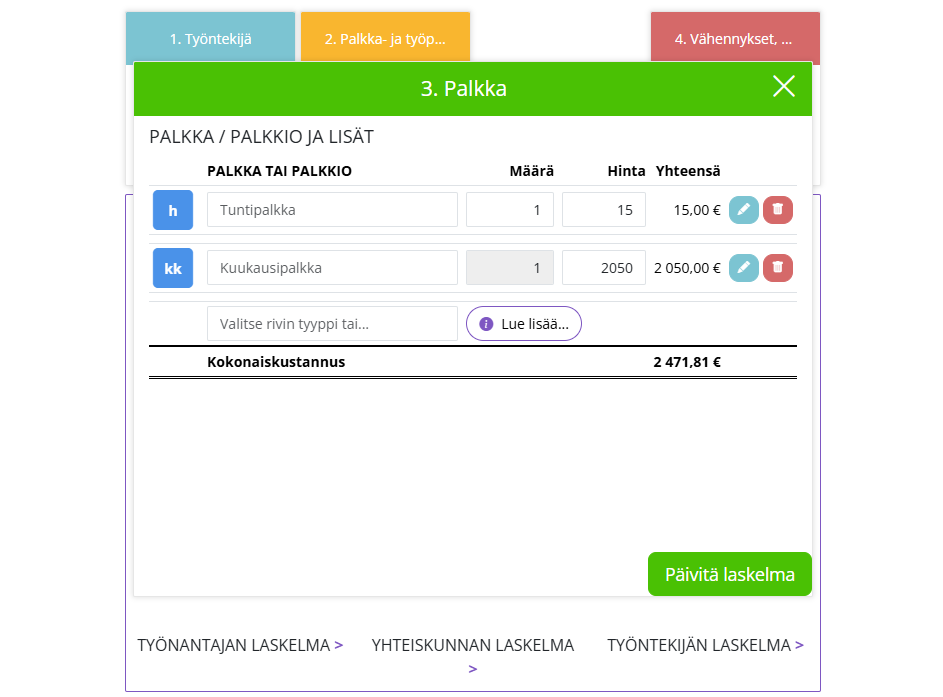 1. Työntekijä
2. Palkka- ja työp...
4. Vähennykset, ...
3. Palkka
PALKKA / PALKKIO JA LISÄT
PALKKA TAI PALKKIO Määrä Hinta Yhteensä
h Tuntipalkka 1 15 15,00 €
kk Kuukausipalkka 1 2050 2 050,00 €
Valitse rivin tyyppi tai... i Lue lisää...
Kokonaiskustannus 2 471,81 €
Päivitä laskelma
TYÖNANTAJAN LASKELMA >
YHTEISKUNNAN LASKELMA
>
TYÖNTEKIJÄN LASKELMA >